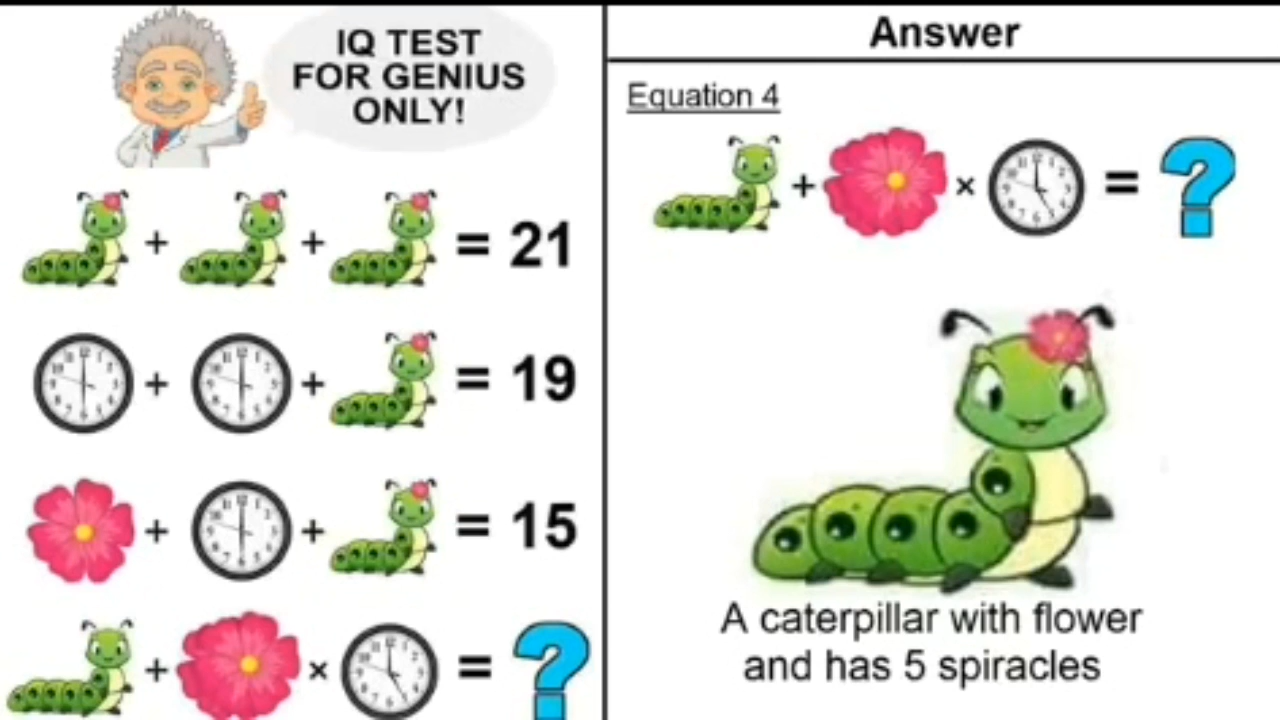 IQ TEST
FOR GENIUS
ONLY!
+ + = 21
+ + = 19
+ + = 15
+ × = ?
Answer
Equation 4
+ × = ?
A caterpillar with flower
and has 5 spiracles